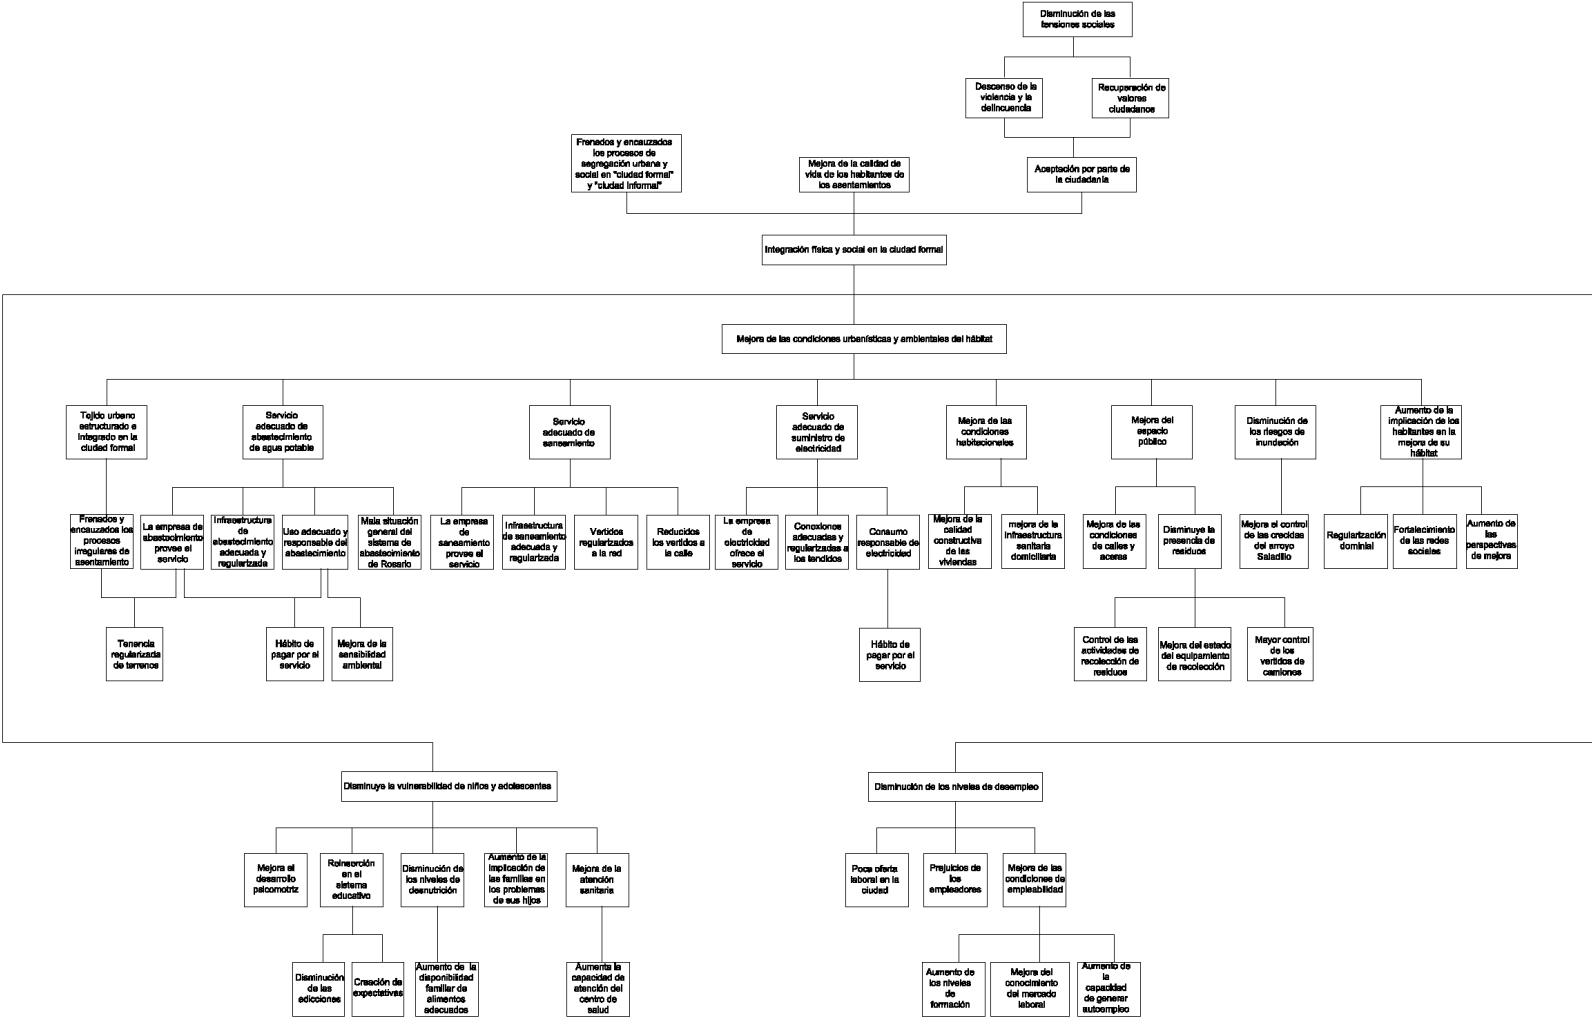 Disminución de las
tensiones sociales
Descenso de la
violencia y la
delincuencia
Recuperación de
valores
ciudadanos
Frenados y encauzados
los procesos de
segregación urbana y
social en "ciudad formal"
y "ciudad informal"
Mejora de la calidad de
vida de los habitantes de
los asentamientos
Aceptación por parte de
la ciudadanía
Integración física y social en la ciudad formal
Mejora de las condiciones urbanísticas y ambientales del hábitat
Tejido urbano
estructurado e
integrado en la
ciudad formal
Servicio
adecuado de
abastecimiento
de agua potable
Servicio
adecuado de
saneamiento
Servicio
adecuado de
suministro de
electricidad
Mejora de las
condiciones
habitacionales
Mejora del
espacio
público
Disminución de
los riesgos de
inundación
Aumento de la
implicación de los
habitantes en la
mejora de su
hábitat
Frenados y
encauzados los
procesos
irregulares de
asentamiento
La empresa de
abastecimiento
provee el
servicio
Infraestructura
de
abastecimiento
adecuada y
regularizada
Uso adecuado y
responsable del
abastecimiento
Mala situación
general del
sistema de
abastecimiento
de Rosario
La empresa
de
saneamiento
provee el
servicio
Infraestructura
de saneamiento
adecuada y
regularizada
Vertidos
regularizados
a la red
Reducidos
los vertidos a
la calle
La empresa
de
electricidad
ofrece el
servicio
Conexiones
adecuadas y
regularizadas a
los tendidos
Consumo
responsable de
electricidad
Mejora de la
calidad
constructiva
de las
viviendas
mejora de la
infraestructura
sanitaria
domiciliaria
Mejora de las
condiciones
de calles y
aceras
Disminuye la
presencia de
residuos
Mejora el control
de las crecidas
del arroyo
Saladillo
Regularización
dominial
Fortalecimiento
de las redes
sociales
Aumento de
las
perspectivas
de mejora
Tenencia
regularizada
de terrenos
Hábito de
pagar por el
servicio
Mejora de la
sensibilidad
ambiental
Hábito de
pagar por el
servicio
Control de las
actividades de
recolección de
residuos
Mejora del estado
del equipamiento
de recolección
Mayor control
de los
vertidos de
camiones
Disminuye la vulnerabilidad de niños y adolescentes
Disminución de los niveles de desempleo
Mejora el
desarrollo
psicomotriz
Reinserción
en el
sistema
educativo
Disminución de
los niveles de
desnutrición
Aumento de la
implicación de
las familias en
los problemas
de sus hijos
Mejora de la
atención
sanitaria
Poca oferta
laboral en la
ciudad
Prejuicios de
los
empleadores
Mejora de las
condiciones de
empleabilidad
Disminución
de las
adicciones
Creación de
expectativas
Aumento de la
disponibilidad
familiar de
alimentos
adecuados
Aumenta la
capacidad de
atención del
centro de
salud
Aumento de
los niveles
de
formación
Mejora del
conocimiento
del mercado
laboral
Aumento de
la
capacidad
de generar
autoempleo